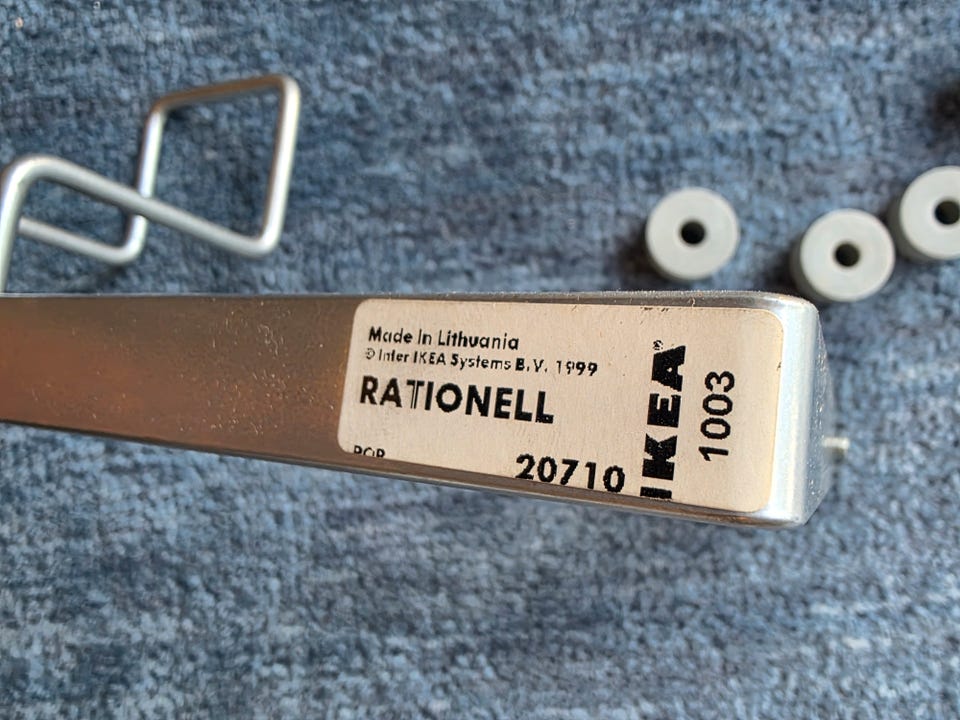 Made in Lithuania
© Inter IKEA Systems B.V. 1999
RATIONELL
20710
IKEA®
1003